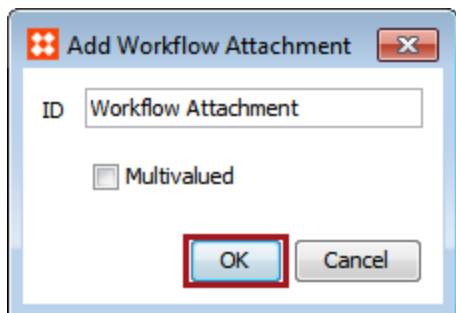 Add Workflow Attachment
ID Workflow Attachment
Multivalued
OK Cancel